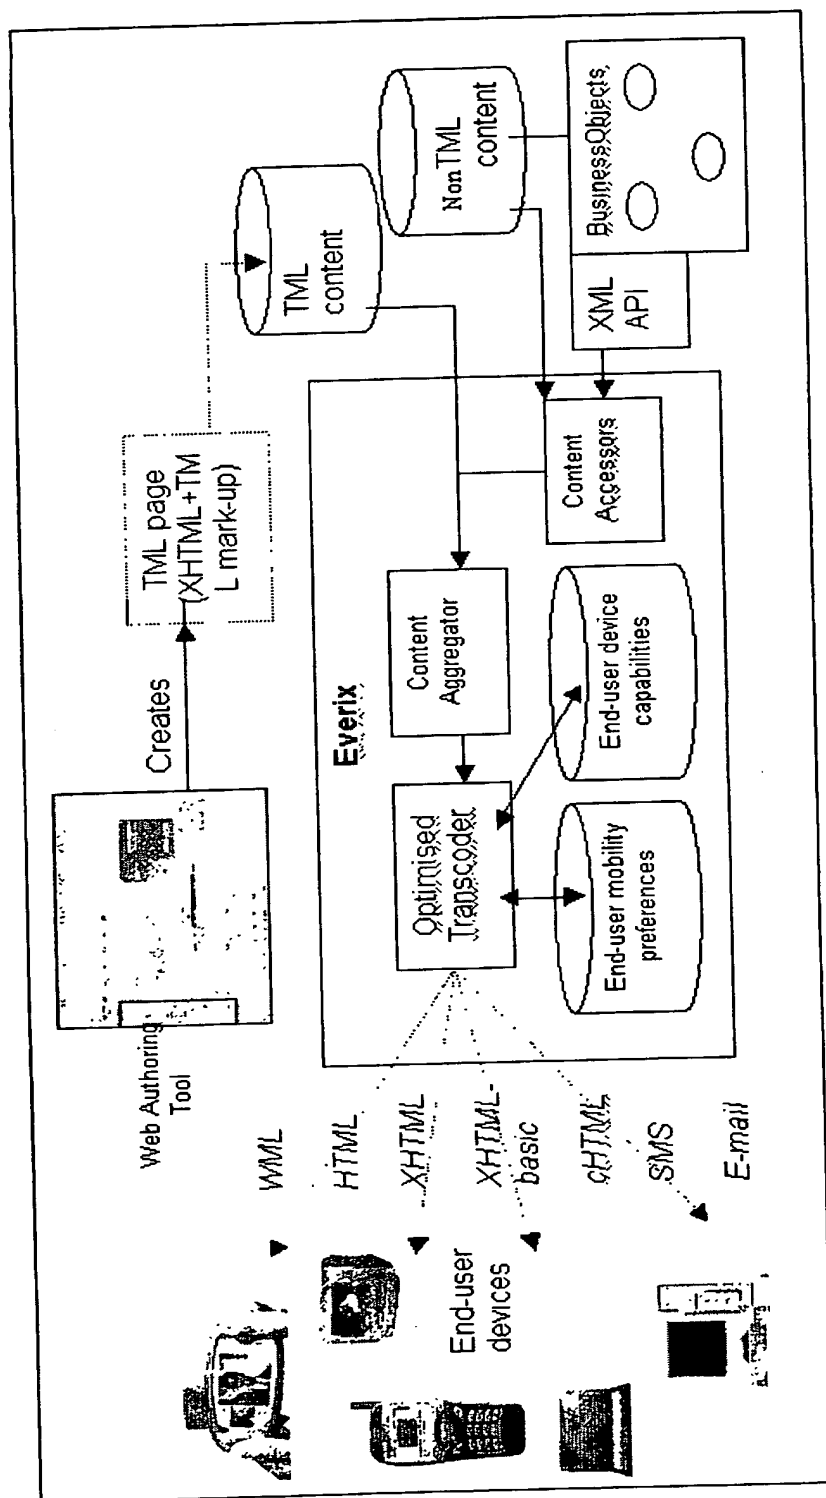 Web Authoring
Tool
Creates
TML page
(XHTML+TM
L mark-up)
TML
content
NonTML
content
BusinessObjects
XML
API
Everix
Content
Accessors
Content
Aggregator
Optimised
Transcoder
End-user device
capabilities
End-user mobility
preferences
WML
HTML
XHTML
XHTML-
basic
cHTML
SMS
E-mail
End-user
devices